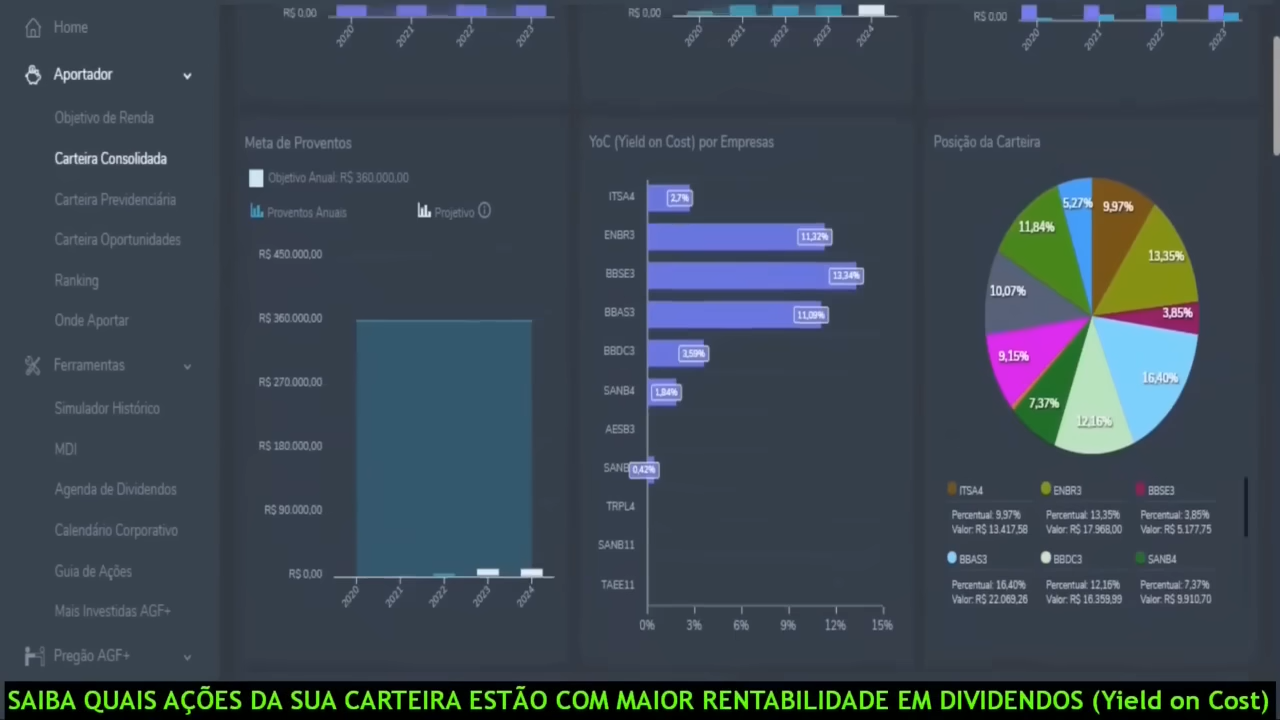 Home
Aportador
Objetivo de Renda
Carteira Consolidada
Carteira Previdenciária
Carteira Oportunidades
Ranking
Onde Aportar
Ferramentas
Simulador Histórico
MDI
Agenda de Dividendos
Calendário Corporativo
Guia de Ações
Mais Investidas AGF+
Pregão AGF+
R$ 0,00
2020 2021 2022 2023
R$ 0,00
2020 2021 2022 2023 2024
R$ 0,00
2020 2021 2022 2023
Meta de Proventos
Objetivo Anual: R$ 360.000,00
Proventos Anuais Projetivo
R$ 450.000,00
R$ 360.000,00
R$ 270.000,00
R$ 180.000,00
R$ 90.000,00
R$ 0,00
2020 2021 2022 2023 2024
YoC (Yield on Cost) por Empresas
ITSA4 2,7%
ENBR3 11,32%
BBSE3 13,34%
BBAS3 11,09%
BBDC3 3,59%
SANB4 1,84%
AESB3
SANB 0,42%
TRPL4
SANB11
TAEE11
0% 3% 6% 9% 12% 15%
Posição da Carteira
5,27% 9,97%
11,84%
13,35%
10,07%
3,85%
9,15%
16,40%
7,37%
12,16%
ITSA4 ENBR3 BBSE3
Percentual: 9,97% Percentual: 13,35% Percentual: 3,85%
Valor: R$ 13.417,58 Valor: R$ 17.968,00 Valor: R$ 5.177,75
BBAS3 BBDC3 SANB4
Percentual: 16,40% Percentual: 12,16% Percentual: 7,37%
Valor: R$ 22.069,26 Valor: R$ 16.359,99 Valor: R$ 9.910,70
SAIBA QUAIS AÇÕES DA SUA CARTEIRA ESTÃO COM MAIOR RENTABILIDADE EM DIVIDENDOS (Yield on Cost)